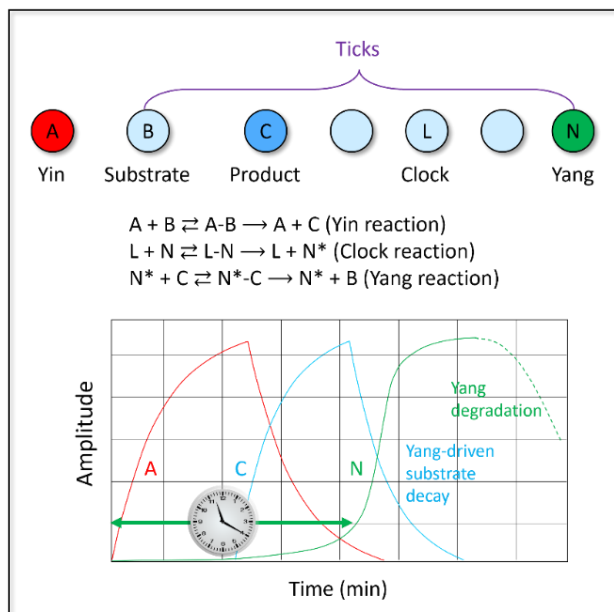 Ticks
A B C L N
Yin Substrate Product Clock Yang
A + B ⇄ A-B ⟶ A + C (Yin reaction)
L + N ⇄ L-N ⟶ L + N* (Clock reaction)
N* + C ⇄ N*-C ⟶ N* + B (Yang reaction)
Amplitude
Yang
degradation
A C N
Yang-driven
substrate
decay
Time (min)